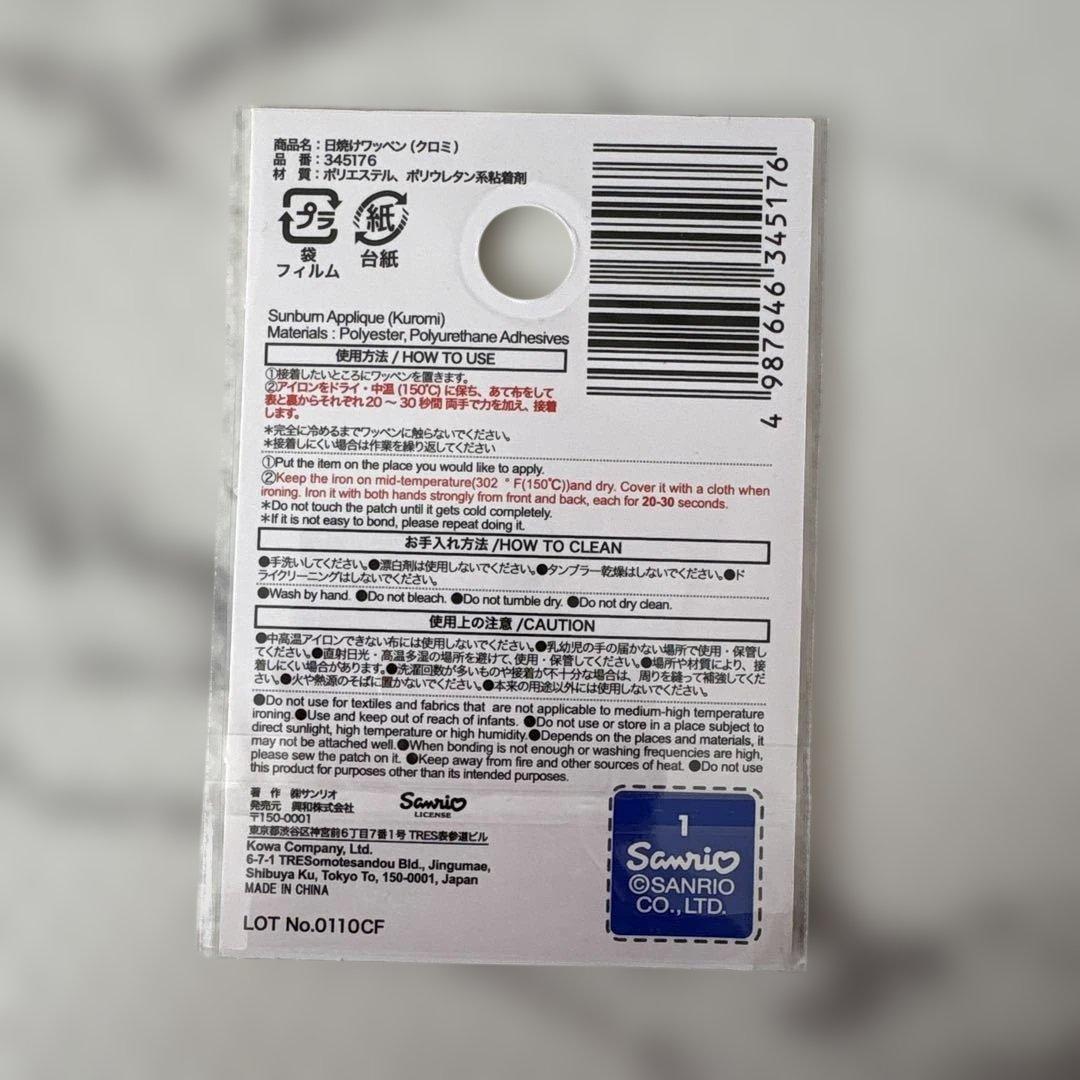 商品名：日焼けワッペン（クロミ）
品　番：345176
材　質：ポリエステル、ポリウレタン系粘着剤
プラ
袋
フィルム
紙
台紙
4 987646 345176
Sunburn Applique (Kuromi)
Materials : Polyester, Polyurethane Adhesives
使用方法 / HOW TO USE
①接着したいところにワッペンを置きます。
②アイロンをドライ・中温 (150℃) に保ち、あて布をして
表と裏からそれぞれ 20 〜 30 秒間 両手で力を加え、接着
します。
＊完全に冷めるまでワッペンに触らないでください。
＊接着しにくい場合は作業を繰り返してください
①Put the item on the place you would like to apply.
②Keep the iron on mid-temperature(302 ° F(150℃))and dry. Cover it with a cloth when
ironing. Iron it with both hands strongly from front and back, each for 20-30 seconds.
＊Do not touch the patch until it gets cold completely.
＊If it is not easy to bond, please repeat doing it.
お手入れ方法 /HOW TO CLEAN
●手洗いしてください。●漂白剤は使用しないでください。●タンブラー乾燥はしないでください。●ド
ライクリーニングはしないでください。
●Wash by hand. ●Do not bleach. ●Do not tumble dry. ●Do not dry clean.
使用上の注意 /CAUTION
●中高温アイロンできない布には使用しないでください。●乳幼児の手の届かない場所で使用・保管し
てください。●直射日光・高温多湿の場所を避けて、使用・保管してください。●場所や材質により、接
着しにくい場合があります。●洗濯回数が多いものや接着が不十分な場合は、周りを縫って補強してくだ
さい。●火や熱源のそばに置かないでください。●本来の用途以外には使用しないでください。
●Do not use for textiles and fabrics that are not applicable to medium-high temperature
ironing.●Use and keep out of reach of infants. ●Do not use or store in a place subject to
direct sunlight, high temperature or high humidity.●Depends on the places and materials, it
may not be attached well.●When bonding is not enough or washing frequencies are high,
please sew the patch on it. ●Keep away from fire and other sources of heat. ●Do not use
this product for purposes other than its intended purposes.
著　作　㈱サンリオ
発売元　興和株式会社
〒150-0001
東京都渋谷区神宮前6丁目7番1号 TRES表参道ビル
Sanrio
LICENSE
Kowa Company, Ltd.
6-7-1 TRESomotesandou Bld., Jingumae,
Shibuya Ku, Tokyo To, 150-0001, Japan
MADE IN CHINA
LOT No.0110CF
1
Sanrio
©SANRIO
CO.,LTD.